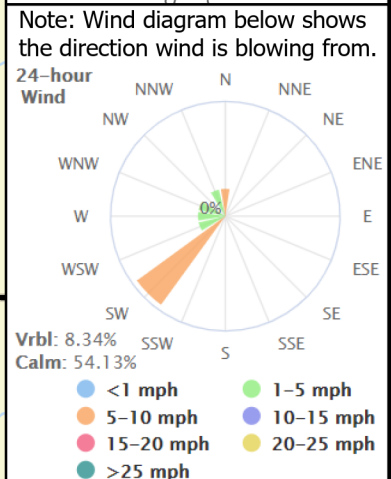 Note: Wind diagram below shows
the direction wind is blowing from.
24-hour
Wind
N
NNW
NNE
NW
NE
WNW
ENE
0%
W
E
WSW
ESE
SW
SE
SSW
SSE
S
Vrbl: 8.34%
Calm: 54.13%
<1 mph
1-5 mph
5-10 mph
10-15 mph
15-20 mph
20-25 mph
>25 mph